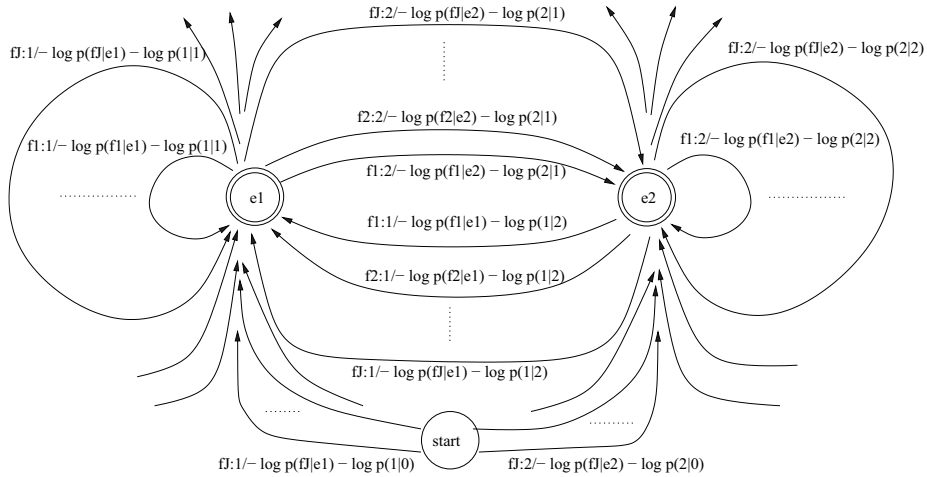 fJ:2/− log p(fJ|e2) − log p(2|1)
fJ:1/− log p(fJ|e1) − log p(1|1)
fJ:2/− log p(fJ|e2) − log p(2|2)
f2:2/− log p(f2|e2) − log p(2|1)
f1:1/− log p(f1|e1) − log p(1|1)
f1:2/− log p(f1|e2) − log p(2|2)
f1:2/− log p(f1|e2) − log p(2|1)
e1
e2
f1:1/− log p(f1|e1) − log p(1|2)
f2:1/− log p(f2|e1) − log p(1|2)
fJ:1/− log p(fJ|e1) − log p(1|2)
start
fJ:1/− log p(fJ|e1) − log p(1|0)
fJ:2/− log p(fJ|e2) − log p(2|0)